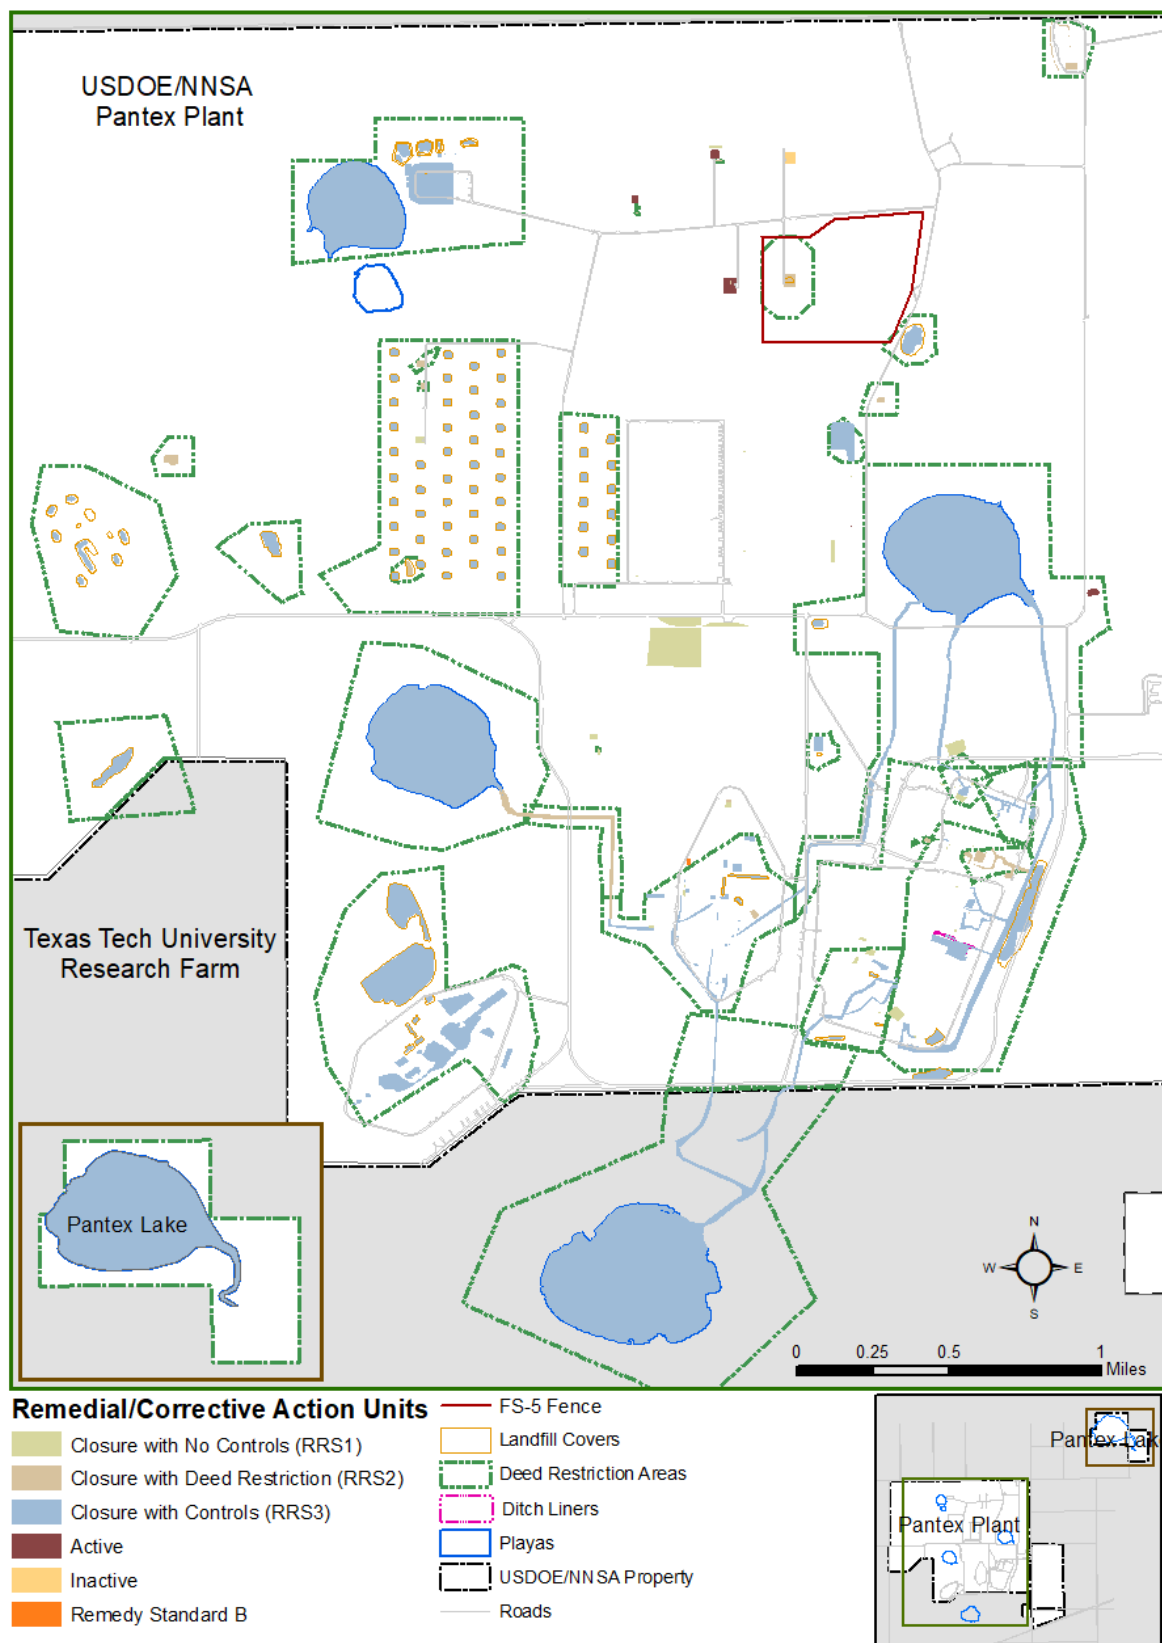 USDOE/NNSA
Pantex Plant
Texas Tech University
Research Farm
Pantex Lake
N
W
E
S
0
0.25
0.5
1
Miles
Remedial/Corrective Action Units
Closure with No Controls (RRS1)
Closure with Deed Restriction (RRS2)
Closure with Controls (RRS3)
Active
Inactive
Remedy Standard B
FS-5 Fence
Landfill Covers
Deed Restriction Areas
Ditch Liners
Playas
USDOE/NNSA Property
Roads
Pantex Lak
Pantex Plant